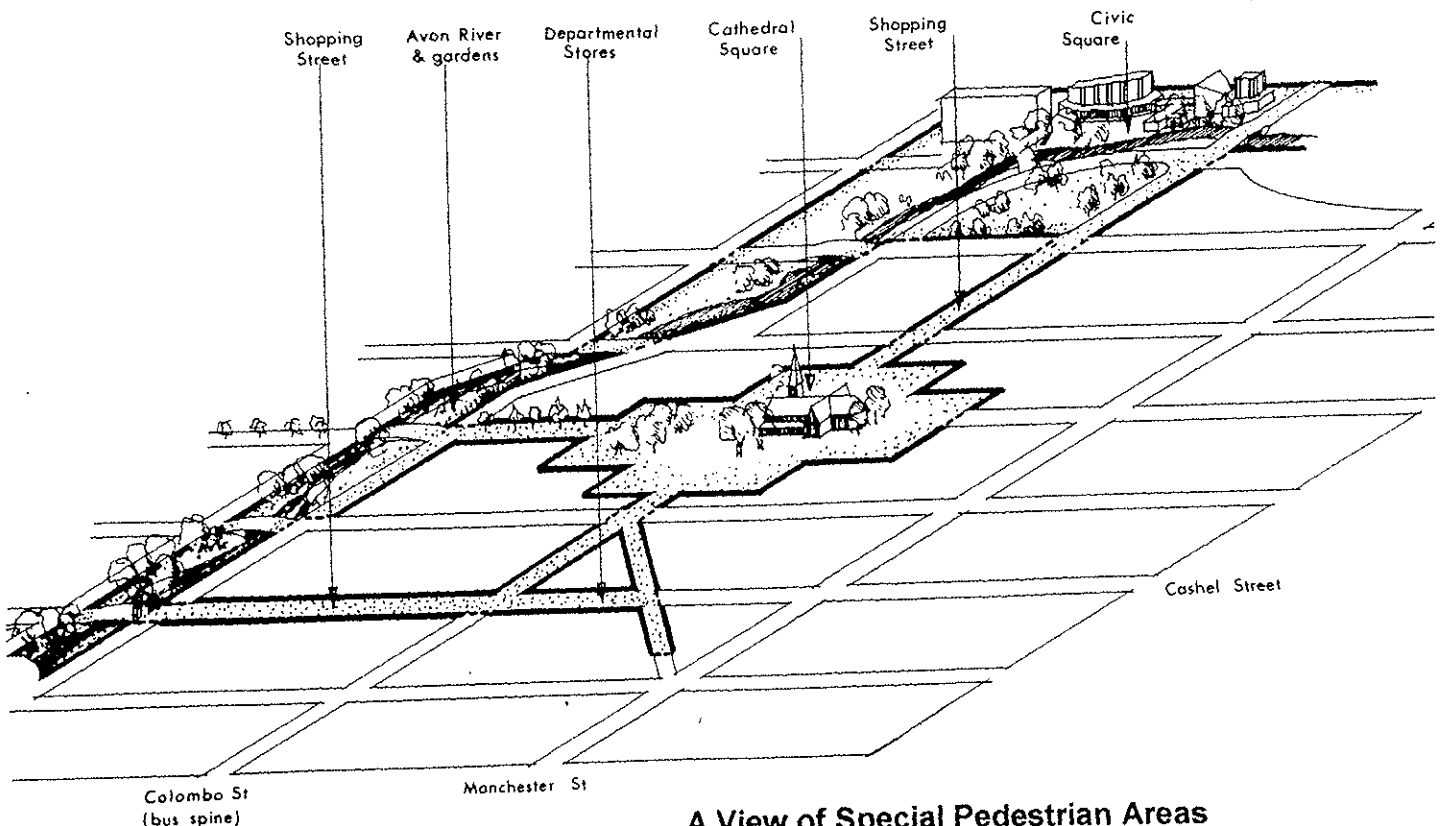 Shopping
Street
Avon River
& gardens
Departmental
Stores
Cathedral
Square
Shopping
Street
Civic
Square
Cashel Street
Colombo St
(bus spine)
Manchester St
A View of Special Pedestrian Areas